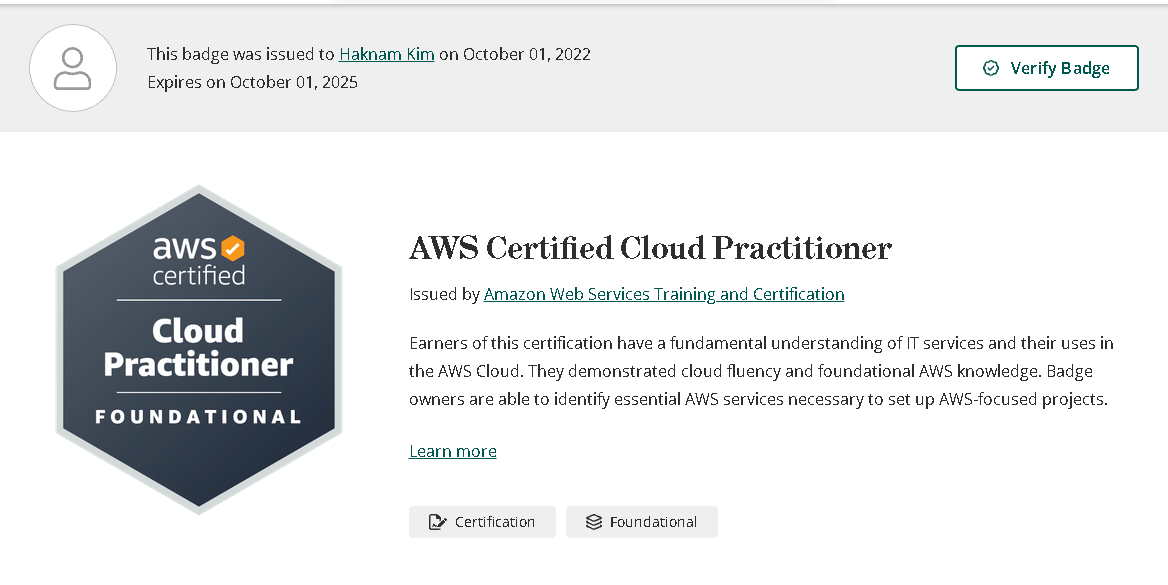 This badge was issued to Haknam Kim on October 01, 2022
Expires on October 01, 2025
Verify Badge
aws
certified
Cloud
Practitioner
FOUNDATIONAL
AWS Certified Cloud Practitioner
Issued by Amazon Web Services Training and Certification
Earners of this certification have a fundamental understanding of IT services and their uses in
the AWS Cloud. They demonstrated cloud fluency and foundational AWS knowledge. Badge
owners are able to identify essential AWS services necessary to set up AWS-focused projects.
Learn more
Certification
Foundational